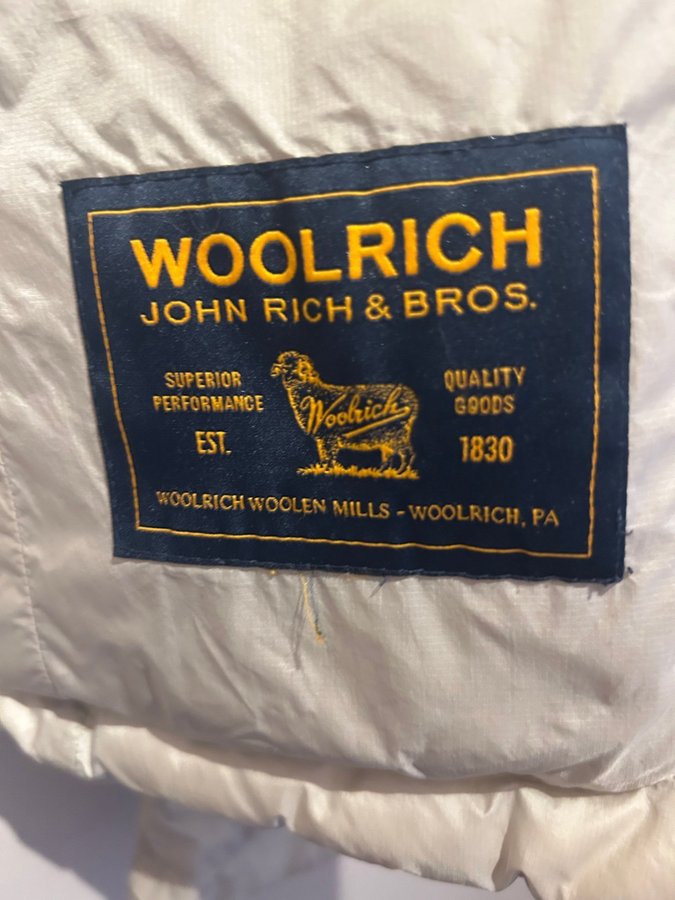 WOOLRICH
JOHN RICH & BROS.
SUPERIOR
PERFORMANCE
EST.
Woolrich
QUALITY
GOODS
1830
WOOLRICH WOOLEN MILLS - WOOLRICH, PA